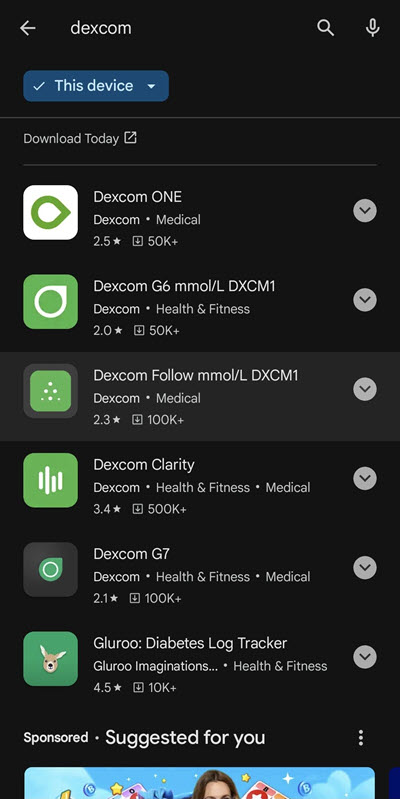 dexcom
This device
Download Today
Dexcom ONE
Dexcom • Medical
2.5★ 50K+
Dexcom G6 mmol/L DXCM1
Dexcom • Health & Fitness
2.0★ 50K+
Dexcom Follow mmol/L DXCM1
Dexcom • Medical
2.3★ 100K+
Dexcom Clarity
Dexcom • Health & Fitness • Medical
3.4★ 500K+
Dexcom G7
Dexcom • Health & Fitness • Medical
2.1★ 100K+
Gluroo: Diabetes Log Tracker
Gluroo Imaginations... • Health & Fitness
4.5★ 10K+
Sponsored • Suggested for you